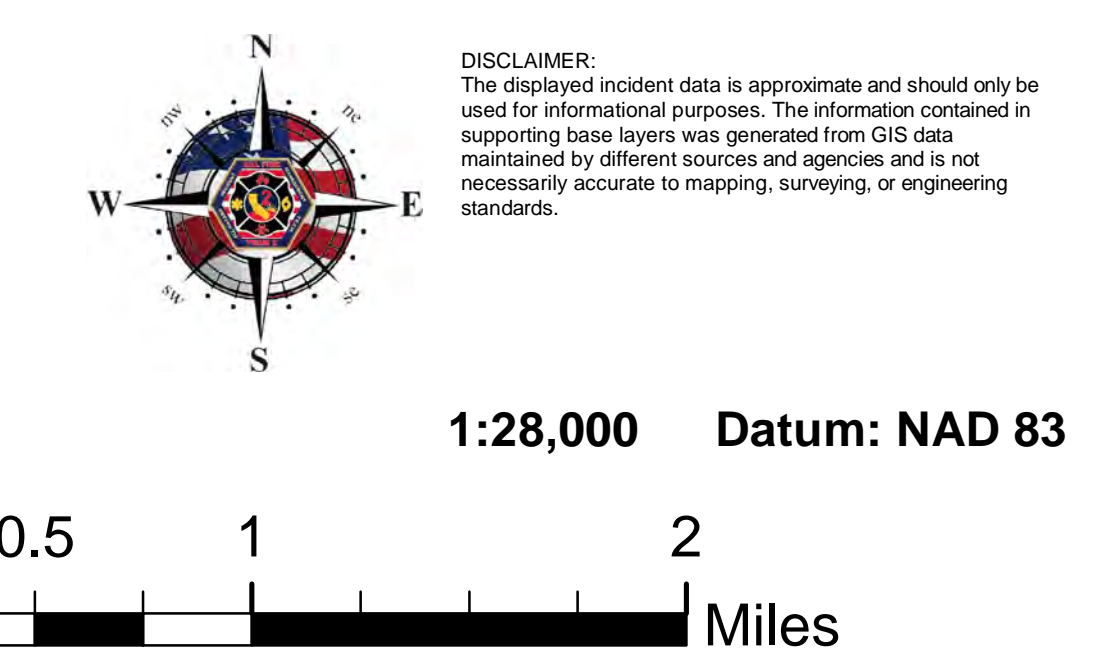 N
nw
ne
W
E
sw
se
S
DISCLAIMER:
The displayed incident data is approximate and should only be
used for informational purposes. The information contained in
supporting base layers was generated from GIS data
maintained by different sources and agencies and is not
necessarily accurate to mapping, surveying, or engineering
standards.
1:28,000 Datum: NAD 83
0.5 1 2
Miles